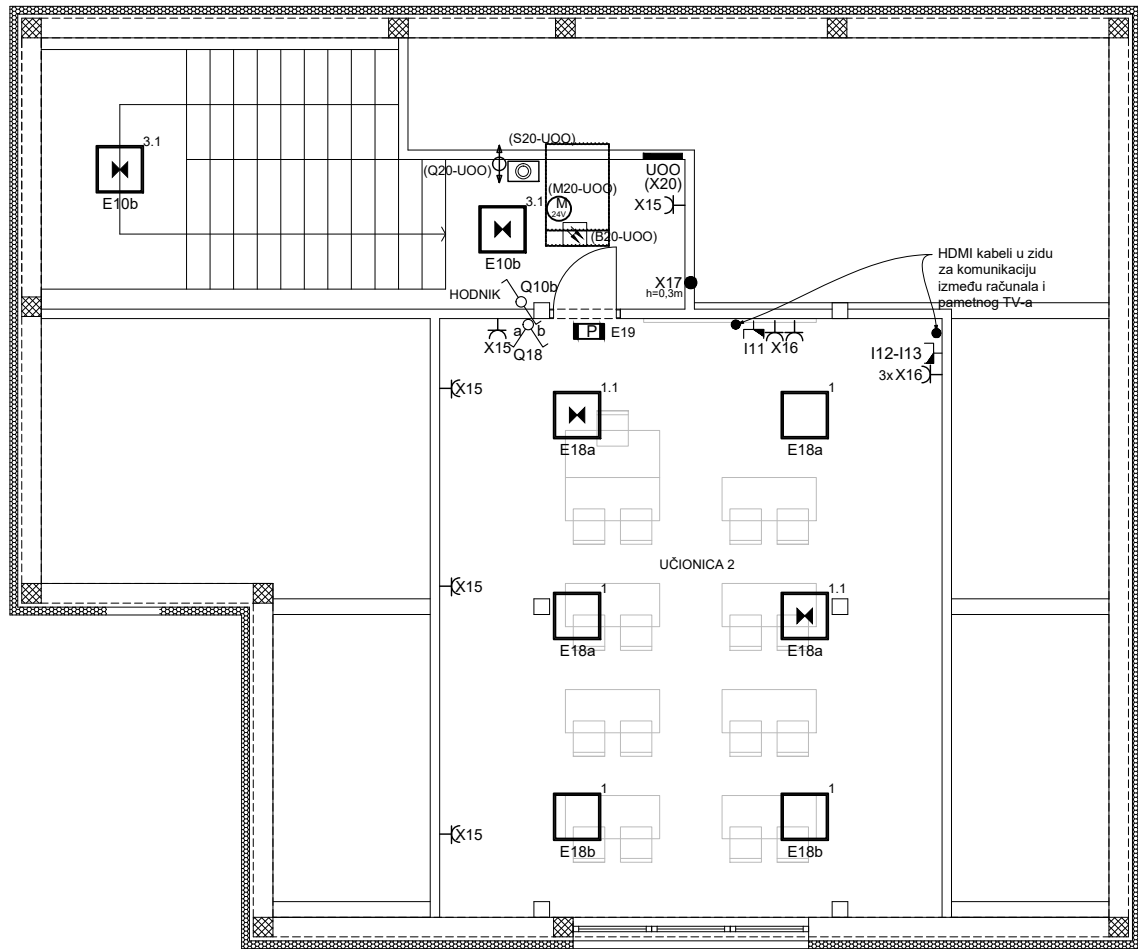 3.1
E10b
(S20-UOO)
(Q20-UOO)
(M20-UOO)
M
24V
(B20-UOO)
3.1
E10b
UOO
(X20)
X15
X17
h=0,3m
HDMI kabeli u zidu
za komunikaciju
između računala i
pametnog TV-a
HODNIK
Q10b
a b
X15
Q18
P E19
I11 X16
I12-I13
3x X16
X15
1.1
E18a
1
E18a
UČIONICA 2
X15
1
E18a
1.1
E18a
X15
1
E18b
1
E18b